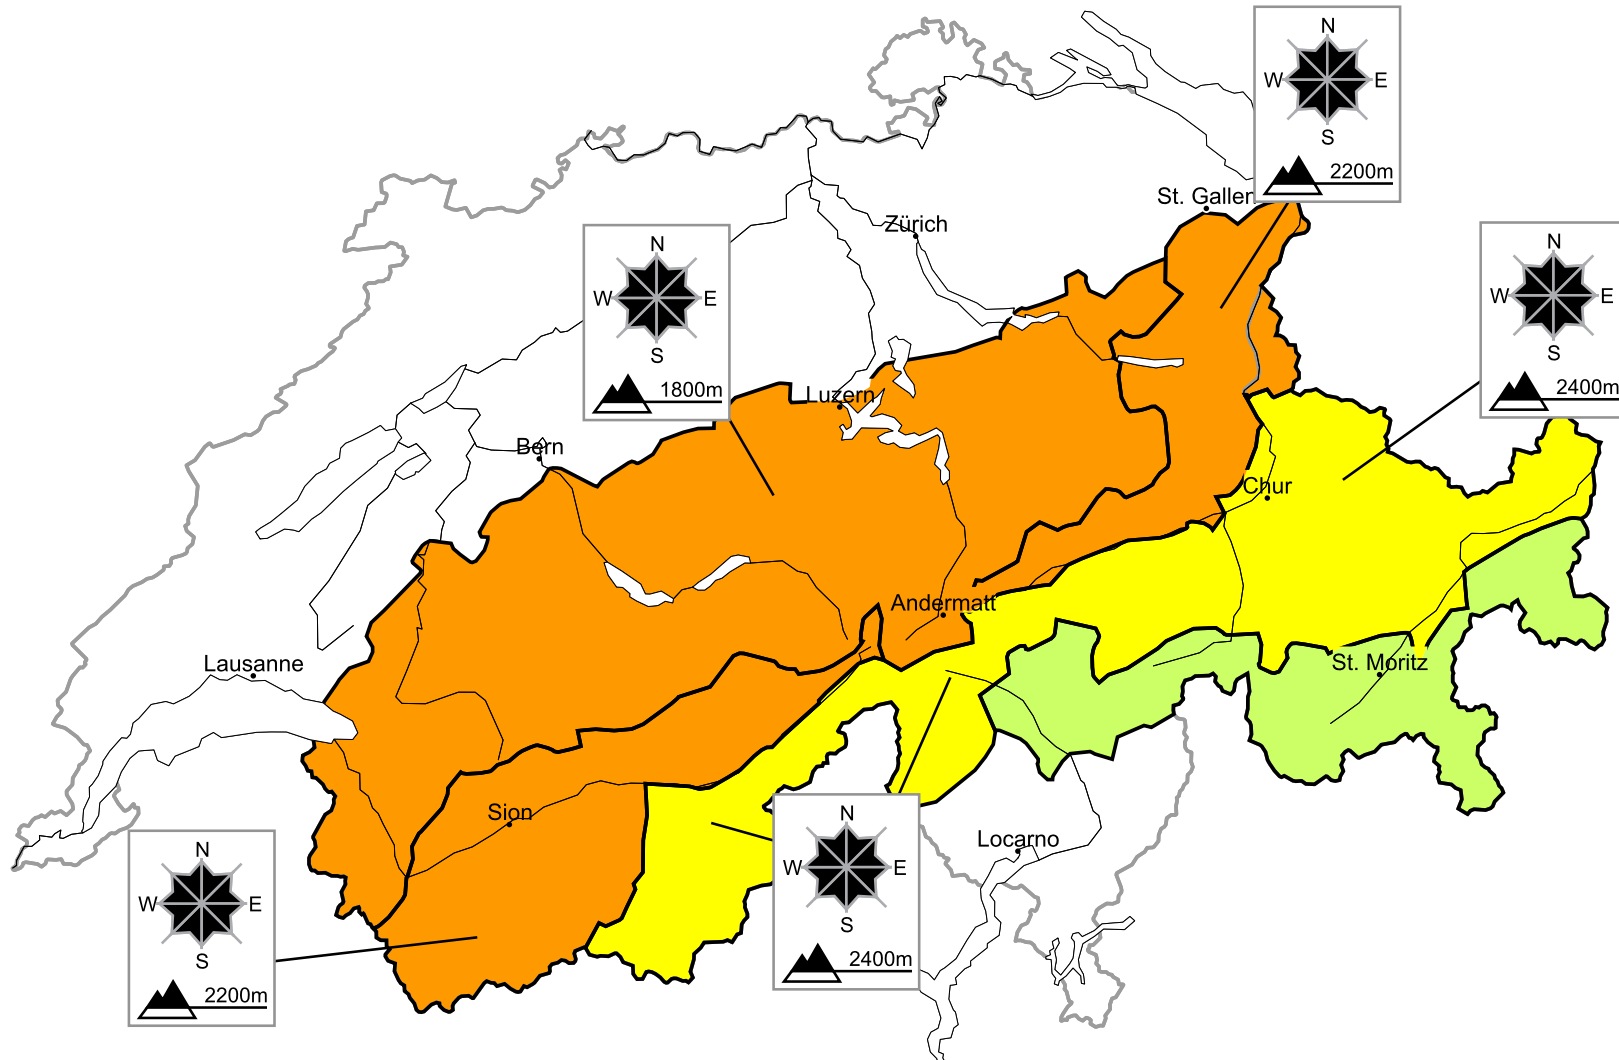 N
W E
S
2200m
St. Gallen
Zürich
N
W E
S
1800m
N
W E
S
2400m
Luzern
Bern
Chur
Andermatt
Lausanne
St. Moritz
Sion
Locarno
N
W E
S
2200m
N
W E
S
2400m